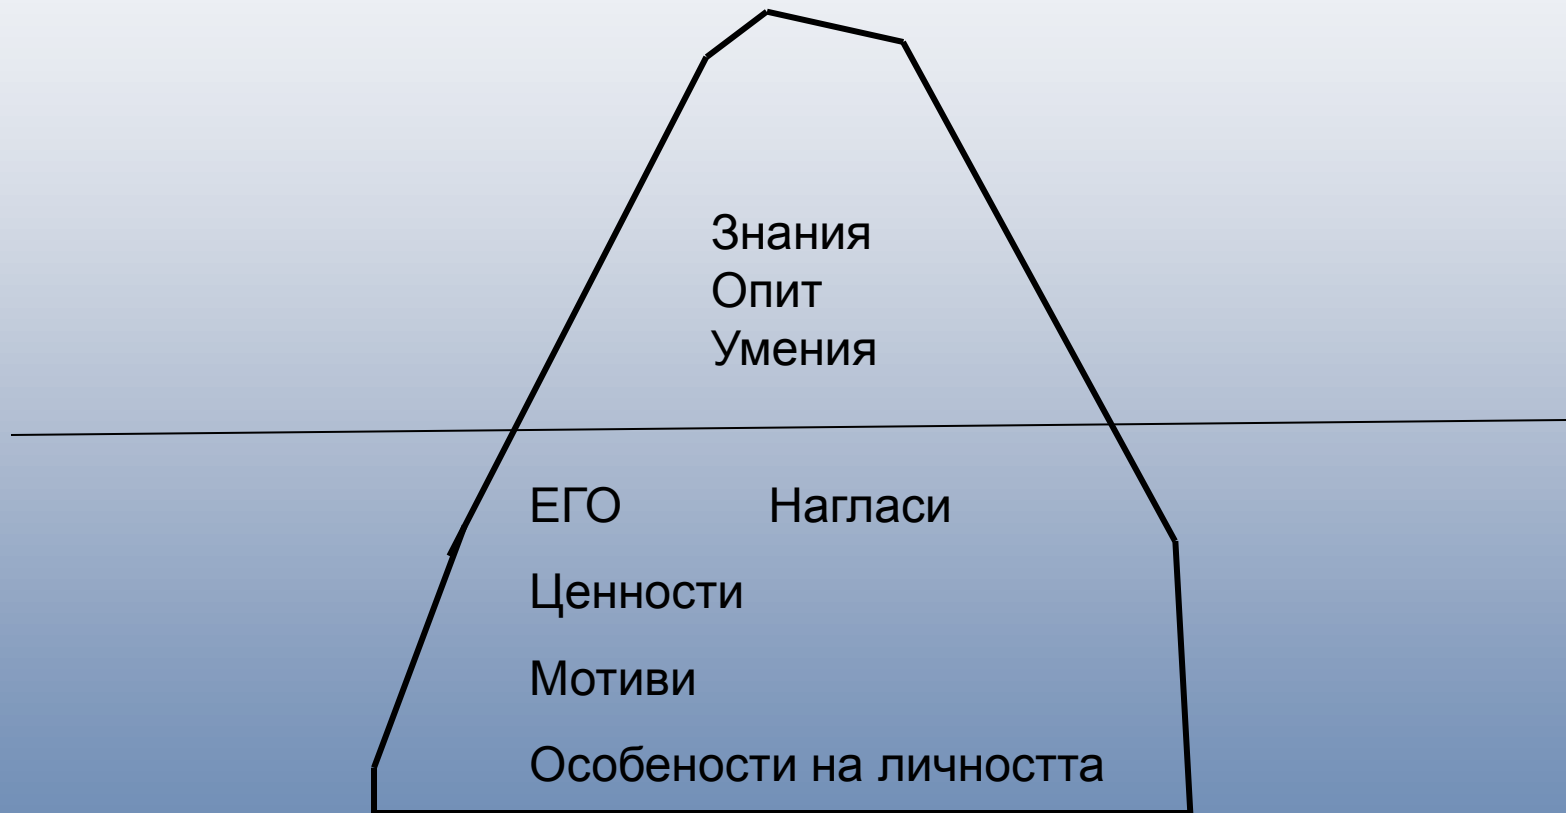 Знания
Опит
Умения
ЕГО Нагласи
Ценности
Мотиви
Особености на личността